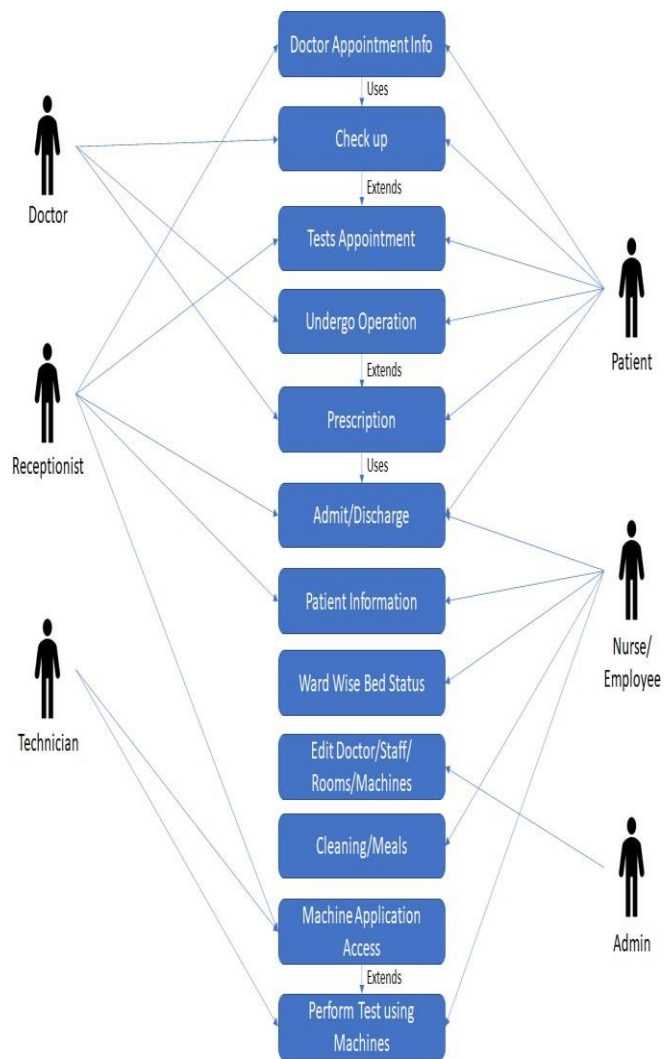 Doctor Appointment Info
Uses
Check up
Doctor
Extends
Tests Appointment
Undergo Operation
Patient
Extends
Prescription
Receptionist
Uses
Admit/Discharge
Patient Information
Nurse/
Employee
Ward Wise Bed Status
Technician
Edit Doctor/Staff/
Rooms/Machines
Cleaning/Meals
Machine Application
Access
Admin
Extends
Perform Test using
Machines